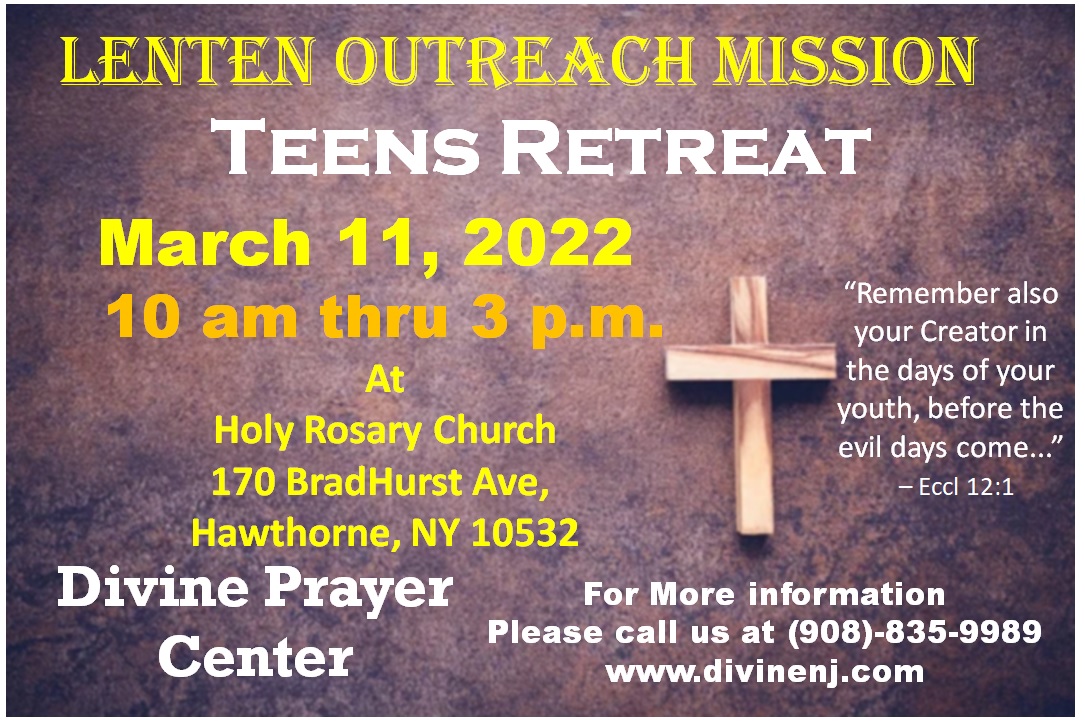 LENTEN OUTREACH MISSION
TEENS RETREAT
March 11, 2022
10 am thru 3 p.m.
At
Holy Rosary Church
170 BradHurst Ave,
Hawthorne, NY 10532
“Remember also
your Creator in
the days of your
youth, before the
evil days come...”
– Eccl 12:1
Divine Prayer
Center
For More information
Please call us at (908)-835-9989
www.divinenj.com